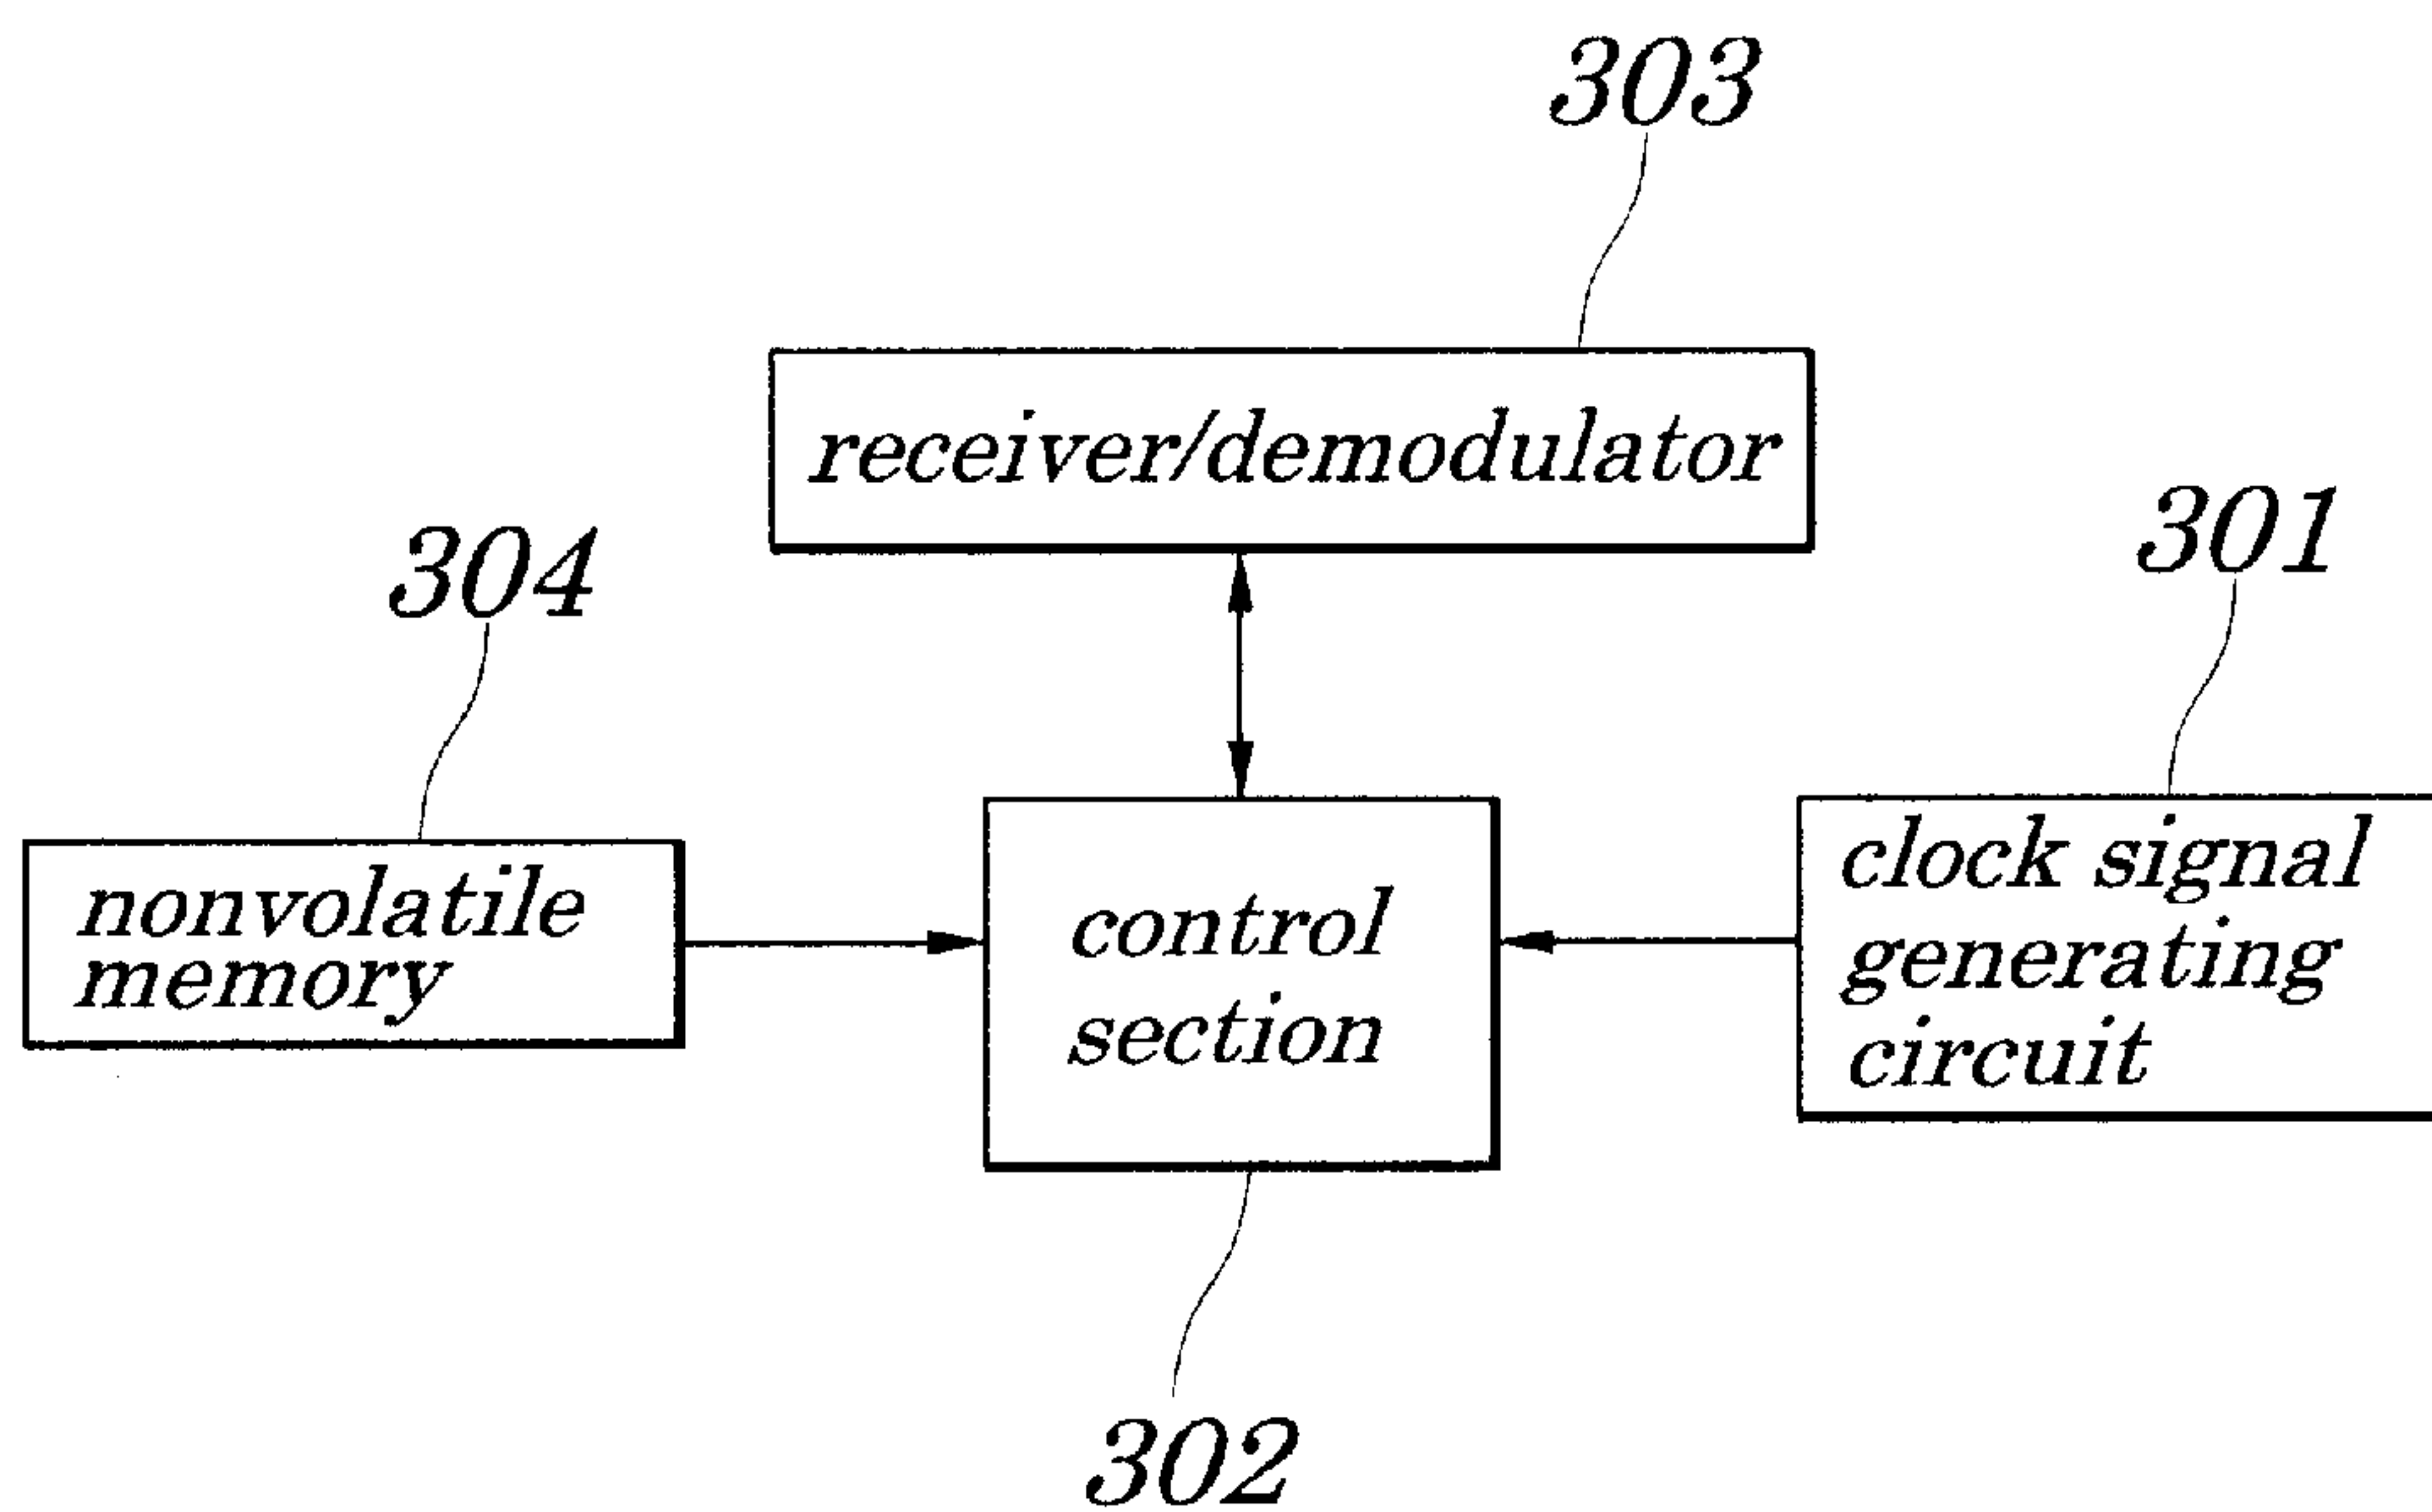 303
receiver/demodulator
304
301
nonvolatile
memory
control
section
clock signal
generating
circuit
302